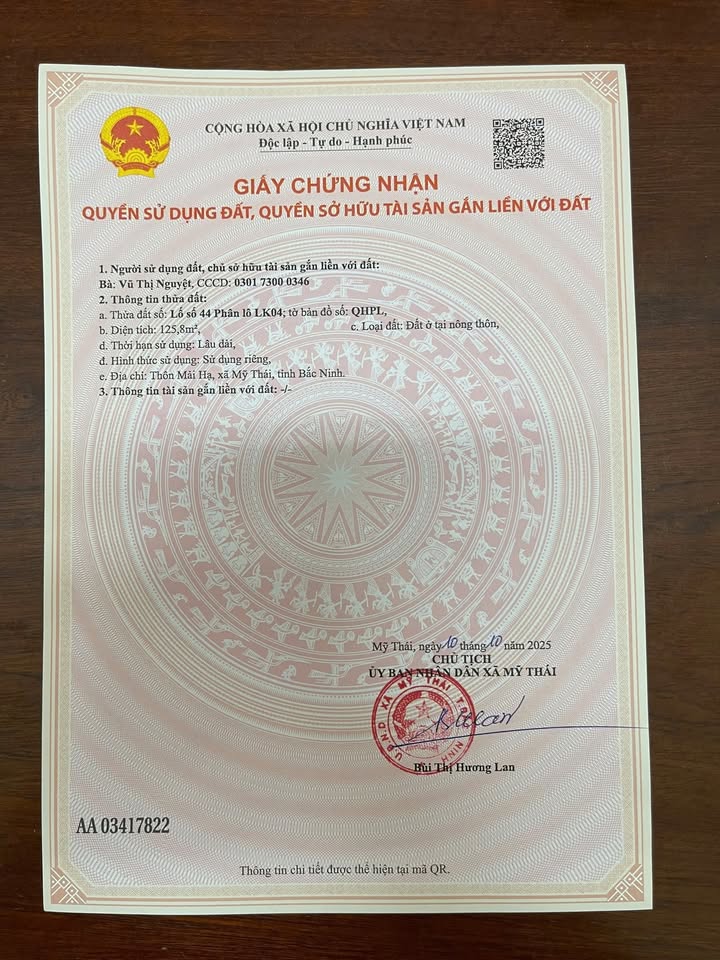 CỘNG HÒA XÃ HỘI CHỦ NGHĨA VIỆT NAM
Độc lập - Tự do - Hạnh phúc
GIẤY CHỨNG NHẬN
QUYỀN SỬ DỤNG ĐẤT, QUYỀN SỞ HỮU TÀI SẢN GẮN LIỀN VỚI ĐẤT
1. Người sử dụng đất, chủ sở hữu tài sản gắn liền với đất:
Bà: Vũ Thị Nguyệt, CCCD: 0301 7300 0346
2. Thông tin thửa đất:
a. Thửa đất số: Lô số 44 Phân lô LK04; tờ bản đồ số: QHPL,
b. Diện tích: 125,8m², c. Loại đất: Đất ở tại nông thôn,
d. Thời hạn sử dụng: Lâu dài,
đ. Hình thức sử dụng: Sử dụng riêng,
e. Địa chỉ: Thôn Mải Hạ, xã Mỹ Thái, tỉnh Bắc Ninh.
3. Thông tin tài sản gắn liền với đất: -/-
Mỹ Thái, ngày 10 tháng 10 năm 2025
CHỦ TỊCH
ỦY BAN NHÂN DÂN XÃ MỸ THÁI
U.B.N.D XÃ MỸ THÁI
NINH
Bùi Thị Hương Lan
AA 03417822
Thông tin chi tiết được thể hiện tại mã QR.